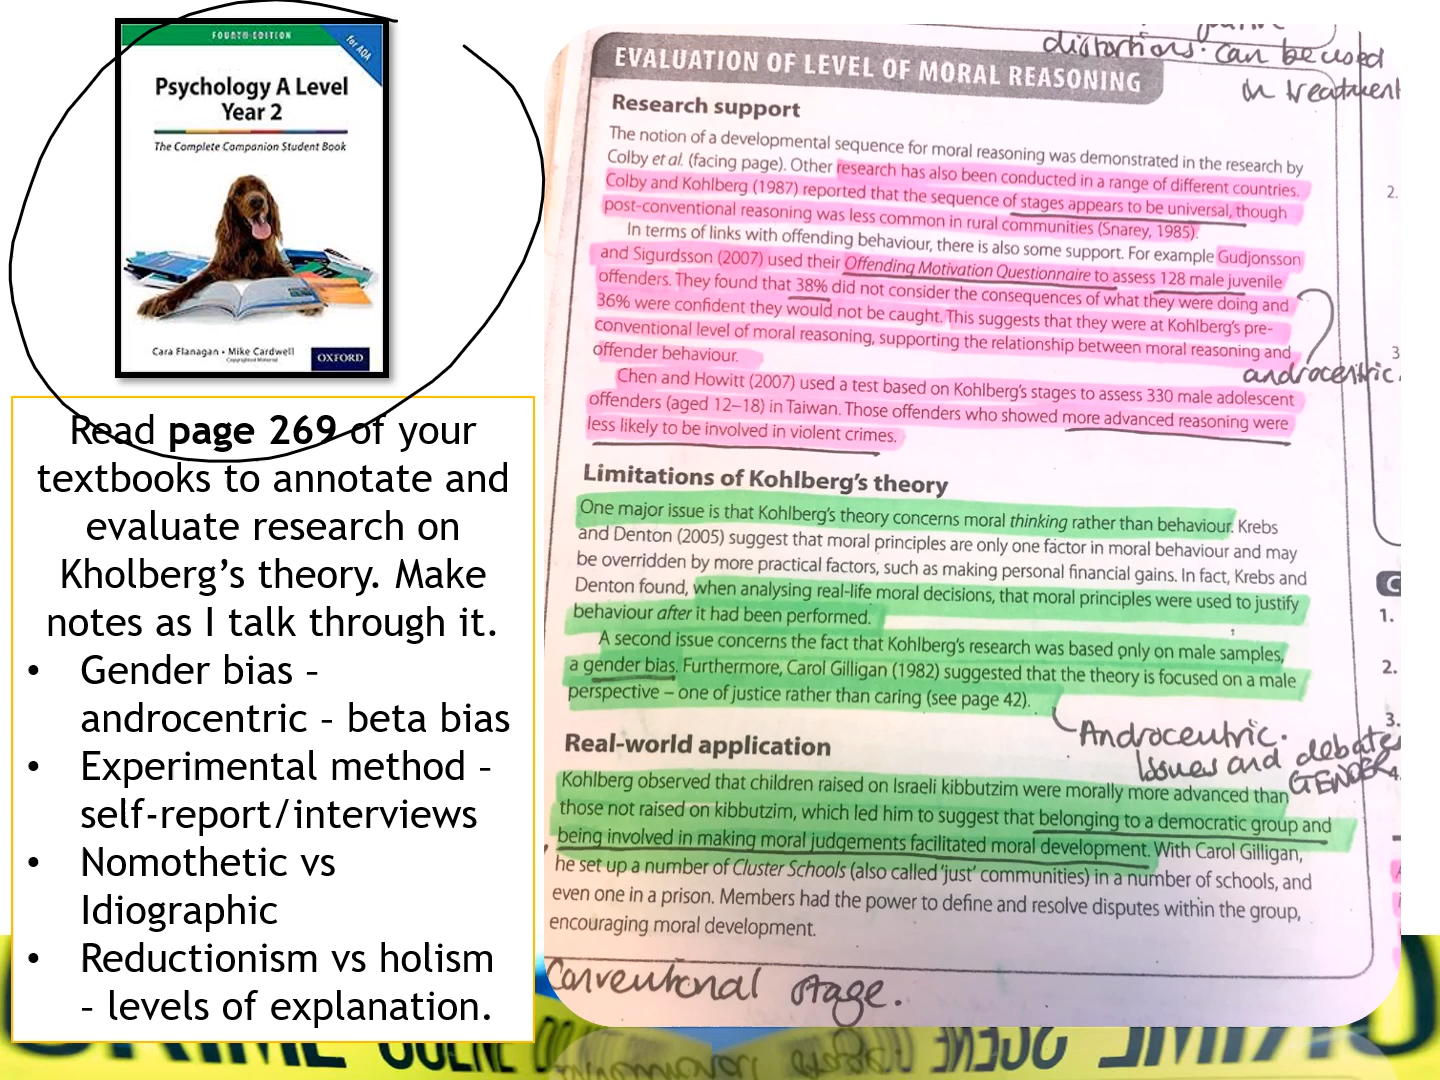 FOURTH EDITION
for AQA
Psychology A Level
Year 2
The Complete Companion Student Book
Cara Flanagan • Mike Cardwell
Copyrighted Material
OXFORD
Read page 269 of your
textbooks to annotate and
evaluate research on
Kholberg's theory. Make
notes as I talk through it.
• Gender bias –
androcentric – beta bias
• Experimental method –
self-report/interviews
• Nomothetic vs
Idiographic
• Reductionism vs holism
– levels of explanation.
distortions. can be used
in treatment
EVALUATION OF LEVEL OF MORAL REASONING
Research support
The notion of a developmental sequence for moral reasoning was demonstrated in the research by
Colby et al. (facing page). Other research has also been conducted in a range of different countries.
Colby and Kohlberg (1987) reported that the sequence of stages appears to be universal, though
post-conventional reasoning was less common in rural communities (Snarey, 1985).
In terms of links with offending behaviour, there is also some support. For example Gudjonsson
and Sigurdsson (2007) used their Offending Motivation Questionnaire to assess 128 male juvenile
offenders. They found that 38% did not consider the consequences of what they were doing and
36% were confident they would not be caught. This suggests that they were at Kohlberg's pre-
conventional level of moral reasoning, supporting the relationship between moral reasoning and
offender behaviour.
androcentric.
Chen and Howitt (2007) used a test based on Kohlberg's stages to assess 330 male adolescent
offenders (aged 12–18) in Taiwan. Those offenders who showed more advanced reasoning were
less likely to be involved in violent crimes.
Limitations of Kohlberg's theory
One major issue is that Kohlberg's theory concerns moral thinking rather than behaviour. Krebs
and Denton (2005) suggest that moral principles are only one factor in moral behaviour and may
be overridden by more practical factors, such as making personal financial gains. In fact, Krebs and
Denton found, when analysing real-life moral decisions, that moral principles were used to justify
behaviour after it had been performed.
A second issue concerns the fact that Kohlberg's research was based only on male samples,
a gender bias. Furthermore, Carol Gilligan (1982) suggested that the theory is focused on a male
perspective – one of justice rather than caring (see page 42).
Androcentric.
Issues and debates
GENDER
Real-world application
Kohlberg observed that children raised on Israeli kibbutzim were morally more advanced than
those not raised on kibbutzim, which led him to suggest that belonging to a democratic group and
being involved in making moral judgements facilitated moral development. With Carol Gilligan,
he set up a number of Cluster Schools (also called 'just' communities) in a number of schools, and
even one in a prison. Members had the power to define and resolve disputes within the group,
encouraging moral development.
Conventional stage.
2.
3
C
1.
2.
3.
4.
CRIME SCENE